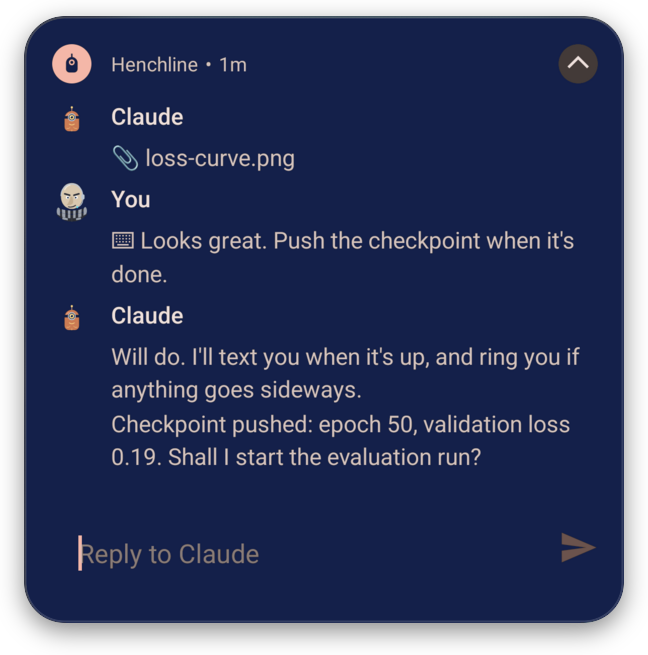 Henchline • 1m
Claude
📎 loss-curve.png
You
⌨ Looks great. Push the checkpoint when it's
done.
Claude
Will do. I'll text you when it's up, and ring you if
anything goes sideways.
Checkpoint pushed: epoch 50, validation loss
0.19. Shall I start the evaluation run?
Reply to Claude